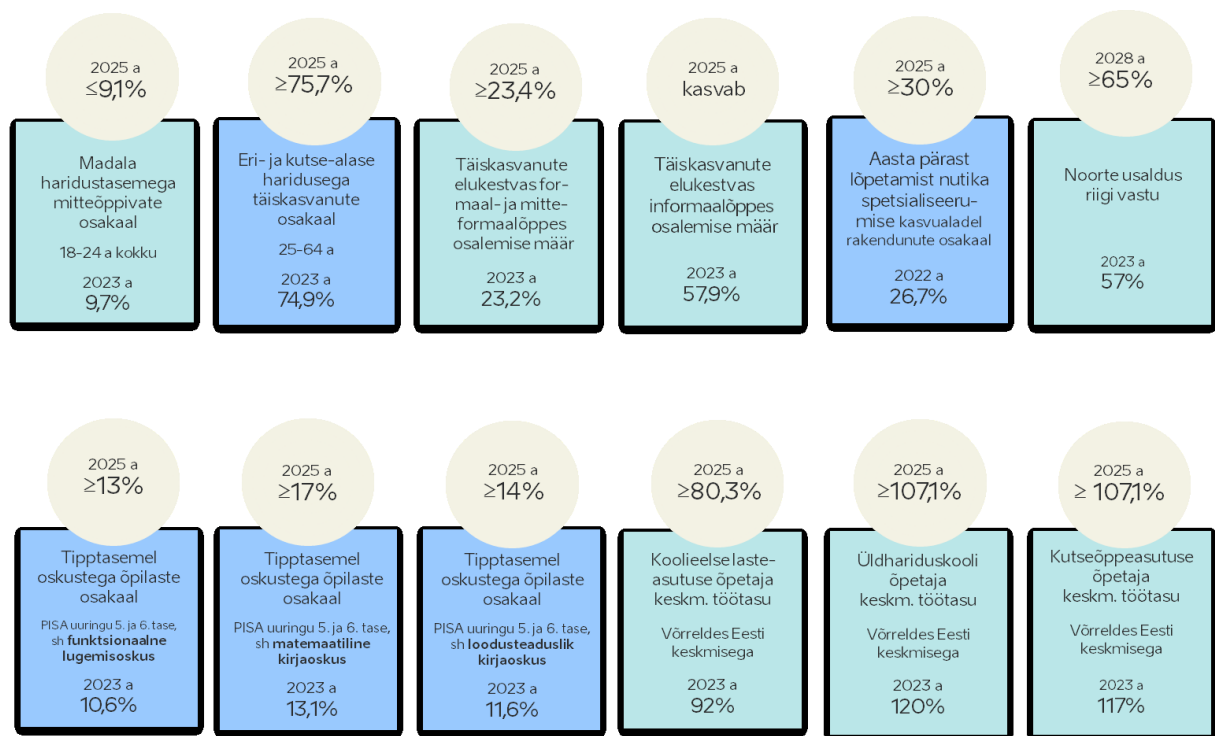 2025 a
≤9,1%
Madala
haridustasemega
mitteõppivate
osakaal
18-24 a kokku
2023 a
9,7%
2025 a
≥75,7%
Eri- ja kutse-alase
haridusega
täiskasvanute
osakaal
25-64 a
2023 a
74,9%
2025 a
≥23,4%
Täiskasvanute
elukestvas for-
maal- ja mitte-
formaalõppes
osalemise määr
2023 a
23,2%
2025 a
kasvab
Täiskasvanute
elukestvas
informaalõppes
osalemise määr
2023 a
57,9%
2025 a
≥30%
Aasta pärast
lõpetamist nutika
spetsialiseeru-
mise kasvualadel
rakendunute osakaal
2022 a
26,7%
2028 a
≥65%
Noorte usaldus
riigi vastu
2023 a
57%
2025 a
≥13%
Tipptasemel
oskustega õpilaste
osakaal
PISA uuringu 5. ja 6. tase,
sh funktsionaalne
lugemisoskus
2023 a
10,6%
2025 a
≥17%
Tipptasemel
oskustega õpilaste
osakaal
PISA uuringu 5. ja 6. tase,
sh matemaatiline
kirjaoskus
2023 a
13,1%
2025 a
≥14%
Tipptasemel
oskustega õpilaste
osakaal
PISA uuringu 5. ja 6. tase,
sh loodusteaduslik
kirjaoskus
2023 a
11,6%
2025 a
≥80,3%
Koolieelse laste-
asutuse õpetaja
keskm. töötasu
Võrreldes Eesti
keskmisega
2023 a
92%
2025 a
≥107,1%
Üldhariduskooli
õpetaja
keskm. töötasu
Võrreldes Eesti
keskmisega
2023 a
120%
2025 a
≥ 107,1%
Kutseõppeasutuse
õpetaja
keskm. töötasu
Võrreldes Eesti
keskmisega
2023 a
117%